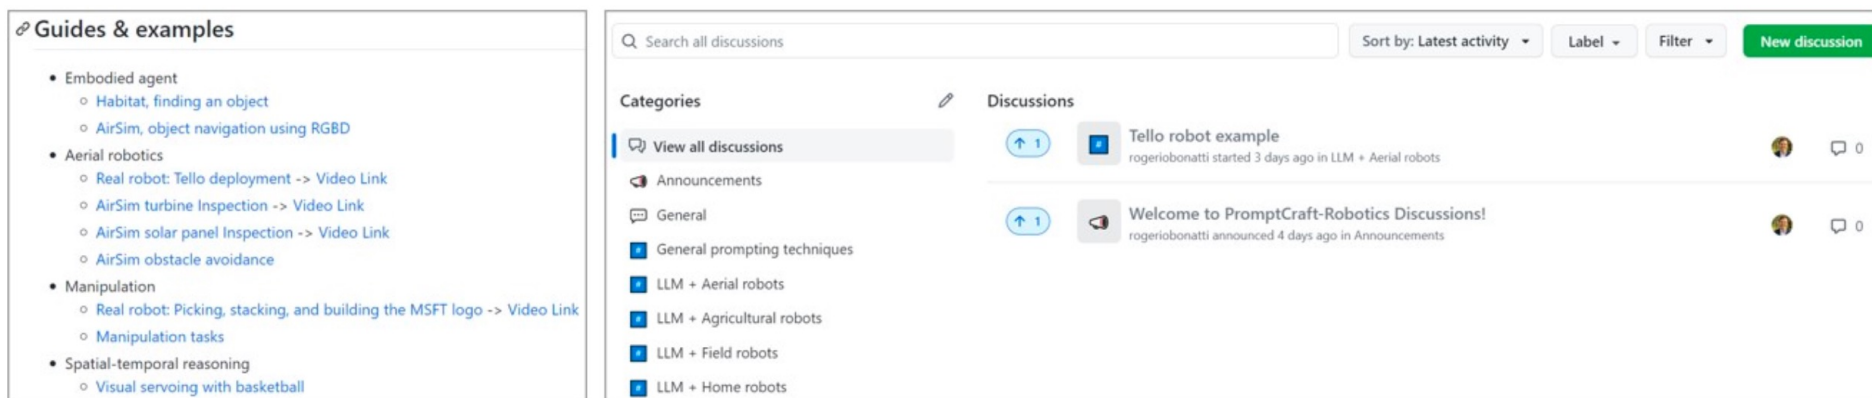 Guides & examples
Embodied agent
Habitat, finding an object
AirSim, object navigation using RGBD
Aerial robotics
Real robot: Tello deployment -> Video Link
AirSim turbine Inspection -> Video Link
AirSim solar panel Inspection -> Video Link
AirSim obstacle avoidance
Manipulation
Real robot: Picking, stacking, and building the MSFT logo -> Video Link
Manipulation tasks
Spatial-temporal reasoning
Visual servoing with basketball
Search all discussions
Sort by: Latest activity
Label
Filter
New discussion
Categories
View all discussions
Announcements
General
General prompting techniques
LLM + Aerial robots
LLM + Agricultural robots
LLM + Field robots
LLM + Home robots
Discussions
1
Tello robot example
rogeriobonatti started 3 days ago in LLM + Aerial robots
0
1
Welcome to PromptCraft-Robotics Discussions!
rogeriobonatti announced 4 days ago in Announcements
0